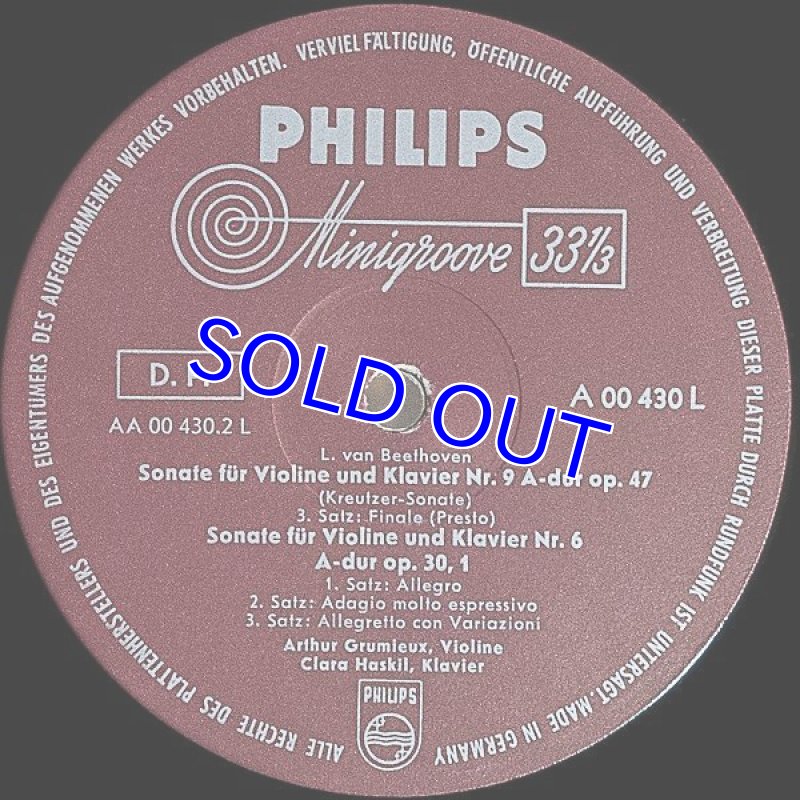 ALLE RECHTE DES PLATTENHERSTELLERS UND DES EIGENTÜMERS DES AUFGENOMMENEN WERKES VORBEHALTEN. VERVIELFÄLTIGUNG, ÖFFENTLICHE AUFFÜHRUNG UND VERBREITUNG DIESER PLATTE DURCH RUNDFUNK IST UNTERSAGT. MADE IN GERMANY
PHILIPS
Minigroove 33⅓
SOLD OUT
D.
A 00 430 L
AA 00 430.2 L
L. van Beethoven
Sonate für Violine und Klavier Nr. 9 A-dur op. 47
(Kreutzer-Sonate)
3. Satz: Finale (Presto)
Sonate für Violine und Klavier Nr. 6
A-dur op. 30, 1
1. Satz: Allegro
2. Satz: Adagio molto espressivo
3. Satz: Allegretto con Variazioni
Arthur Grumieux, Violine
Clara Haskil, Klavier
PHILIPS